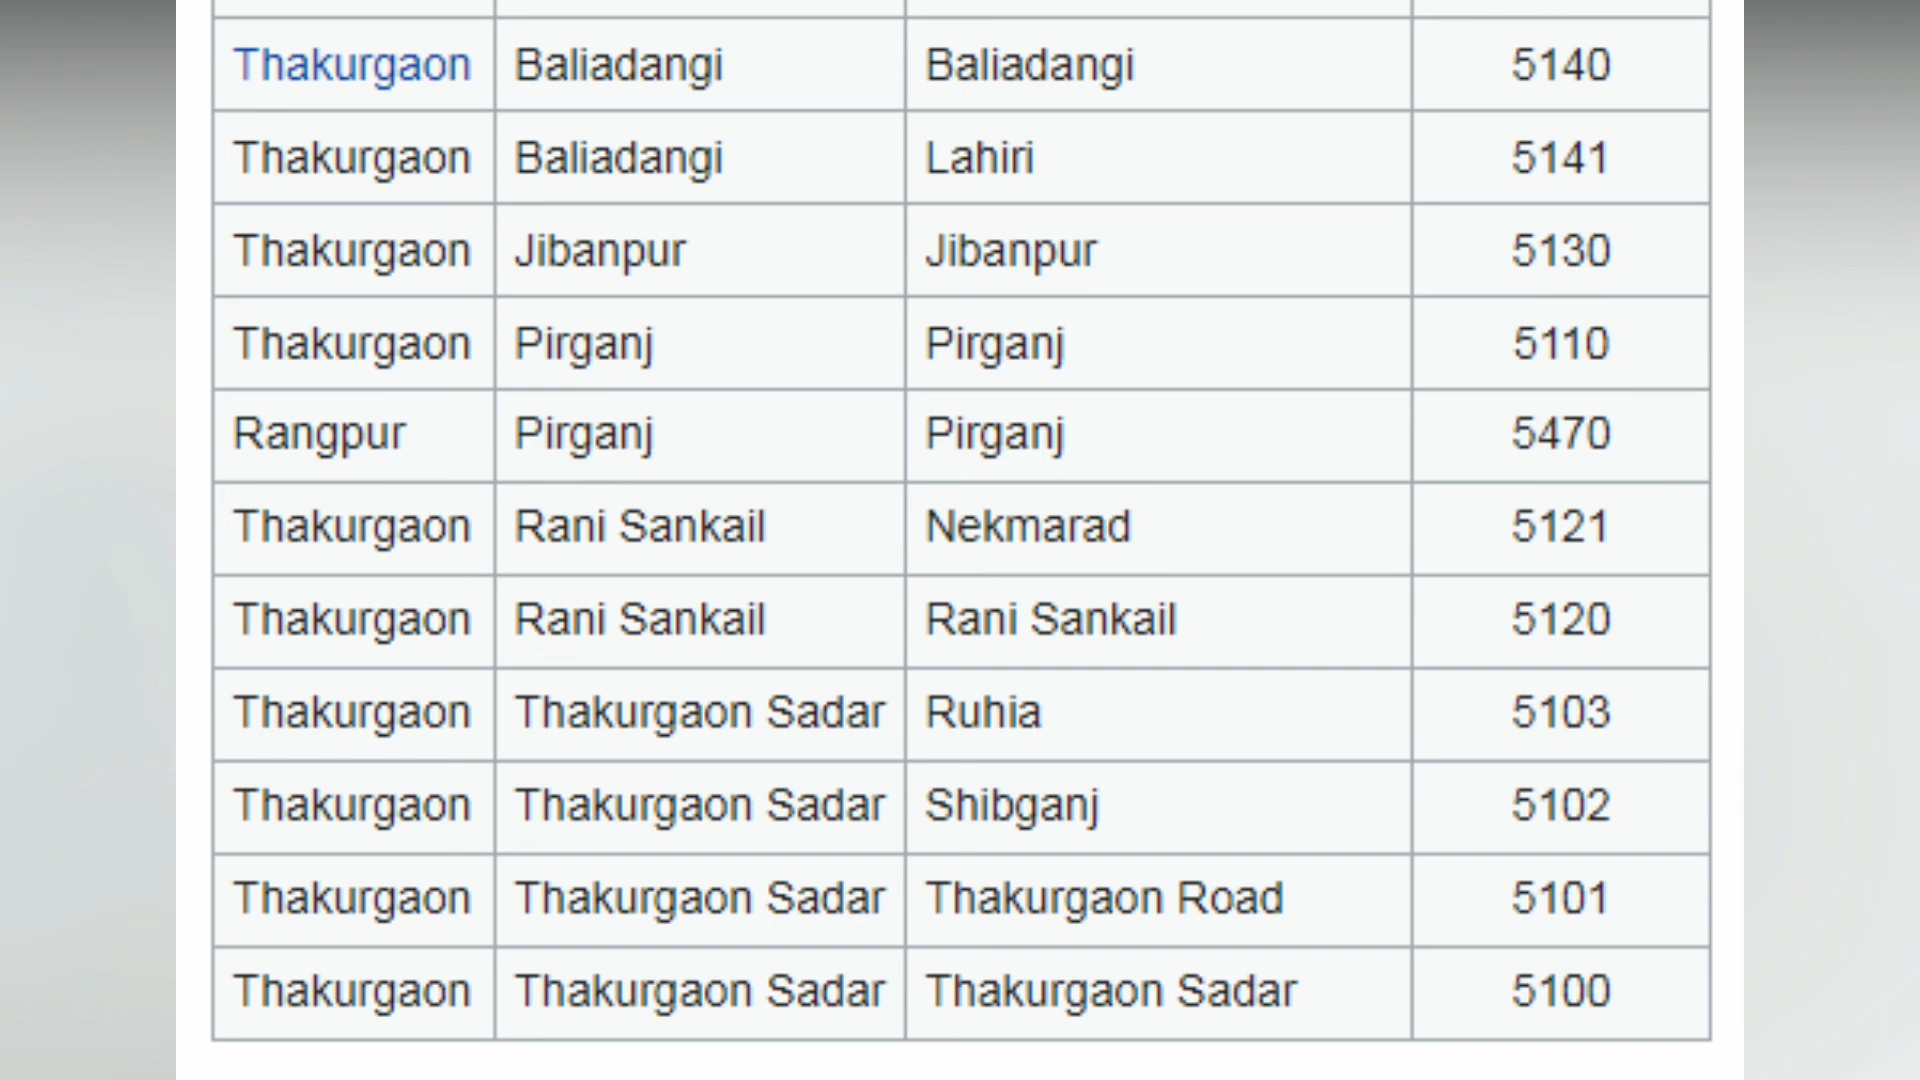 Thakurgaon Baliadangi Baliadangi 5140
Thakurgaon Baliadangi Lahiri 5141
Thakurgaon Jibanpur Jibanpur 5130
Thakurgaon Pirganj Pirganj 5110
Rangpur Pirganj Pirganj 5470
Thakurgaon Rani Sankail Nekmarad 5121
Thakurgaon Rani Sankail Rani Sankail 5120
Thakurgaon Thakurgaon Sadar Ruhia 5103
Thakurgaon Thakurgaon Sadar Shibganj 5102
Thakurgaon Thakurgaon Sadar Thakurgaon Road 5101
Thakurgaon Thakurgaon Sadar Thakurgaon Sadar 5100